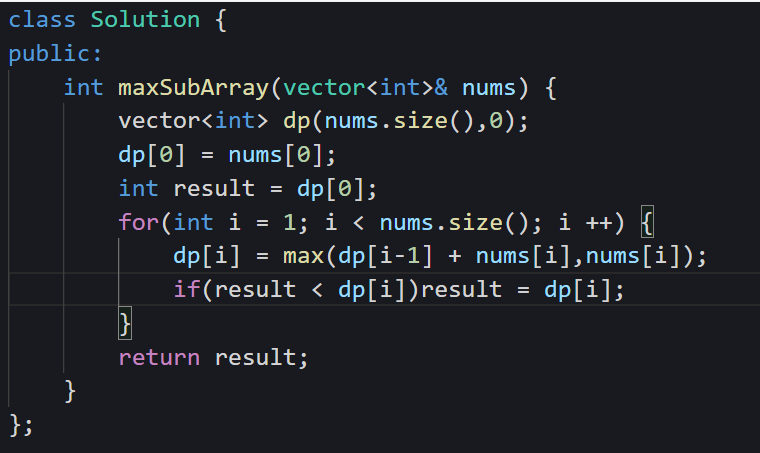 class Solution {
public:
    int maxSubArray(vector<int>& nums) {
        vector<int> dp(nums.size(),0);
        dp[0] = nums[0];
        int result = dp[0];
        for(int i = 1; i < nums.size(); i ++) {
            dp[i] = max(dp[i-1] + nums[i],nums[i]);
            if(result < dp[i])result = dp[i];
        }
        return result;
    }
};